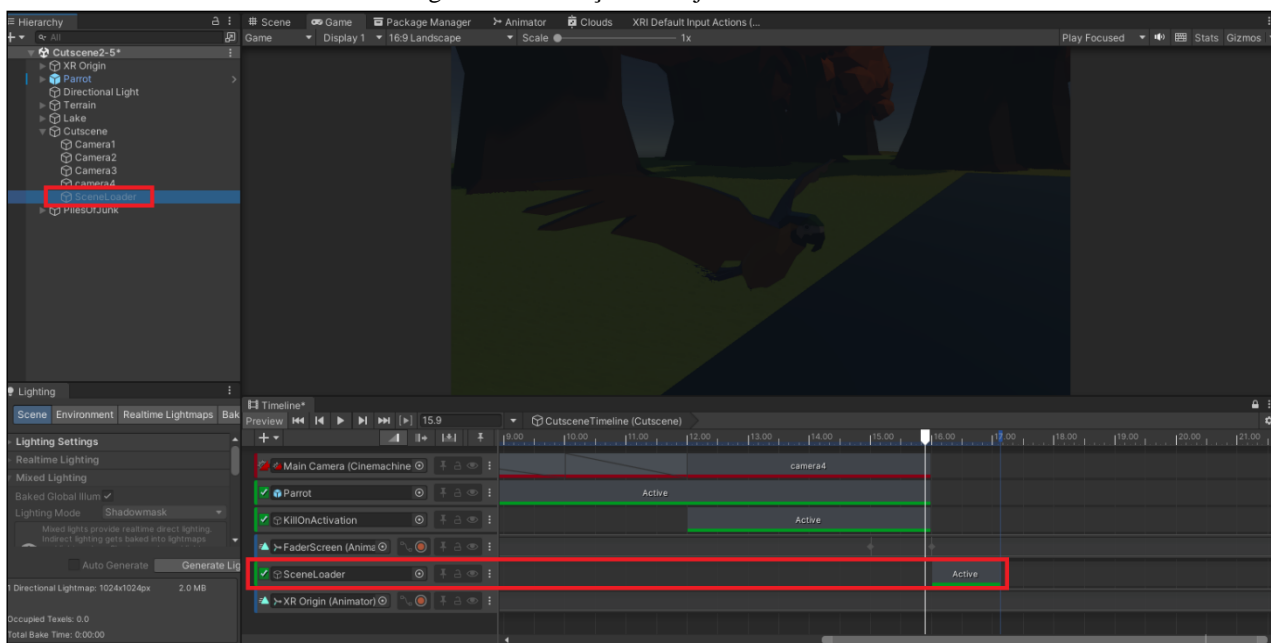 Hierarchy
All
Cutscene2-5*
XR Origin
Parrot
Directional Light
Terrain
Lake
Cutscene
Camera1
Camera2
Camera3
camera4
SceneLoader
PilesOfJunk
Scene Game Package Manager Animator Clouds XRI Default Input Actions (...
Game Display 1 16:9 Landscape Scale 1x Play Focused Stats Gizmos
Lighting
Scene Environment Realtime Lightmaps Bak
Lighting Settings
Realtime Lighting
Mixed Lighting
Baked Global Illum
Lighting Mode Shadowmask
Mixed lights provide realtime direct lighting.
Indirect lighting gets baked into lightmaps
Auto Generate Generate Lig
1 Directional Lightmap: 1024x1024px 2.0 MB
Occupied Texels: 0.0
Total Bake Time: 0:00:00
Timeline*
Preview 15.9 CutsceneTimeline (Cutscene)
9.00 10.00 11.00 12.00 13.00 14.00 15.00 16.00 17.00 18.00 19.00 20.00 21.00
Main Camera (Cinemachine camera4
Parrot Active
KillOnActivation Active
FaderScreen (Anima
SceneLoader Active
XR Origin (Animator)